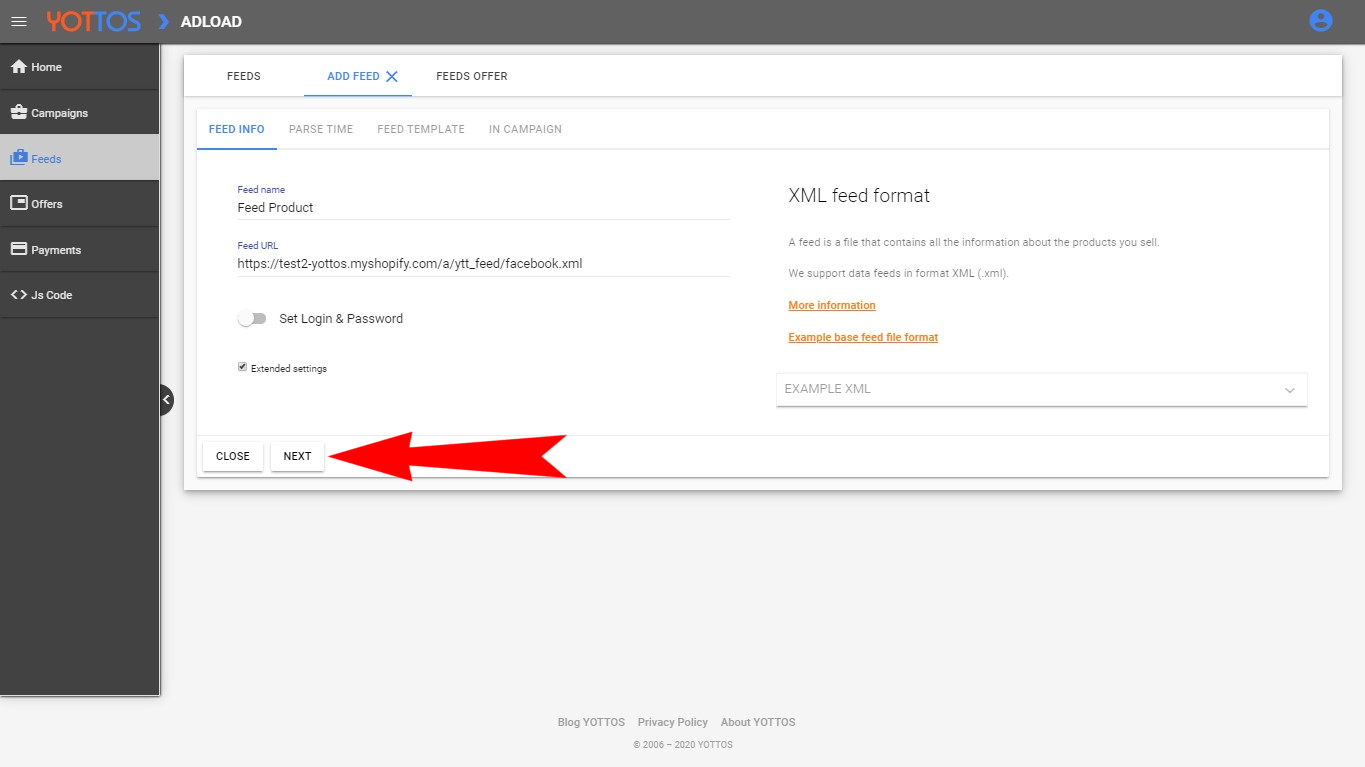 YOTTOS ADLOAD
Home
Campaigns
Feeds
Offers
Payments
Js Code
FEEDS ADD FEED FEEDS OFFER
FEED INFO PARSE TIME FEED TEMPLATE IN CAMPAIGN
Feed name
Feed Product
Feed URL
https://test2-yottos.myshopify.com/a/ytt_feed/facebook.xml
Set Login & Password
Extended settings
XML feed format
A feed is a file that contains all the information about the products you sell.
We support data feeds in format XML (.xml).
More information
Example base feed file format
EXAMPLE XML
CLOSE NEXT
Blog YOTTOS Privacy Policy About YOTTOS
© 2006 – 2020 YOTTOS